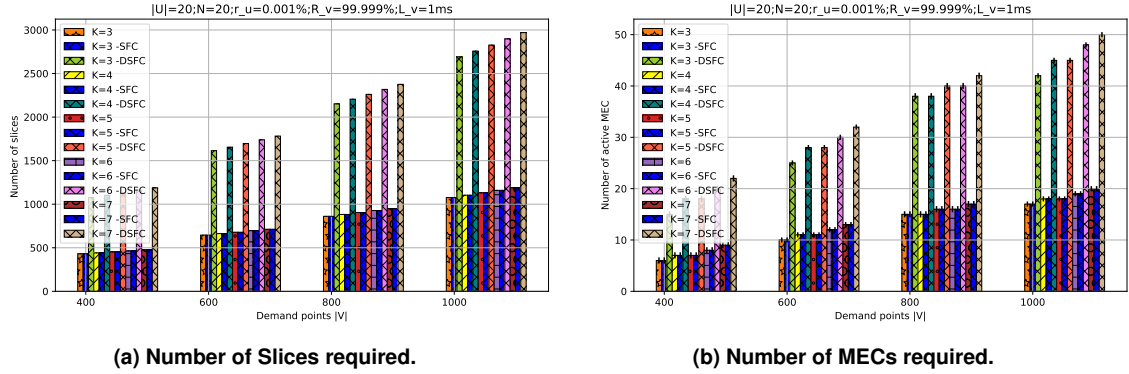 |U|=20;N=20;r_u=0.001%;R_v=99.999%;L_v=1ms
Number of slices
3000
2500
2000
1500
1000
500
0
K=3
K=3 -SFC
K=3 -DSFC
K=4
K=4 -SFC
K=4 -DSFC
K=5
K=5 -SFC
K=5 -DSFC
K=6
K=6 -SFC
K=6 -DSFC
K=7
K=7 -SFC
K=7 -DSFC
400 600 800 1000
Demand points |V|
(a) Number of Slices required.
|U|=20;N=20;r_u=0.001%;R_v=99.999%;L_v=1ms
Number of active MEC
50
40
30
20
10
0
K=3
K=3 -SFC
K=3 -DSFC
K=4
K=4 -SFC
K=4 -DSFC
K=5
K=5 -SFC
K=5 -DSFC
K=6
K=6 -SFC
K=6 -DSFC
K=7
K=7 -SFC
K=7 -DSFC
400 600 800 1000
Demand points |V|
(b) Number of MECs required.